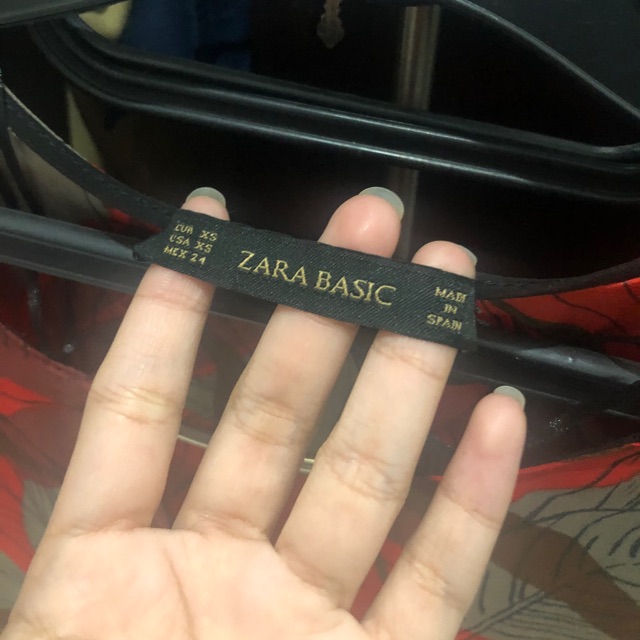 EUR XS
USA XS
MEX 24
ZARA BASIC
MADE
IN
SPAIN